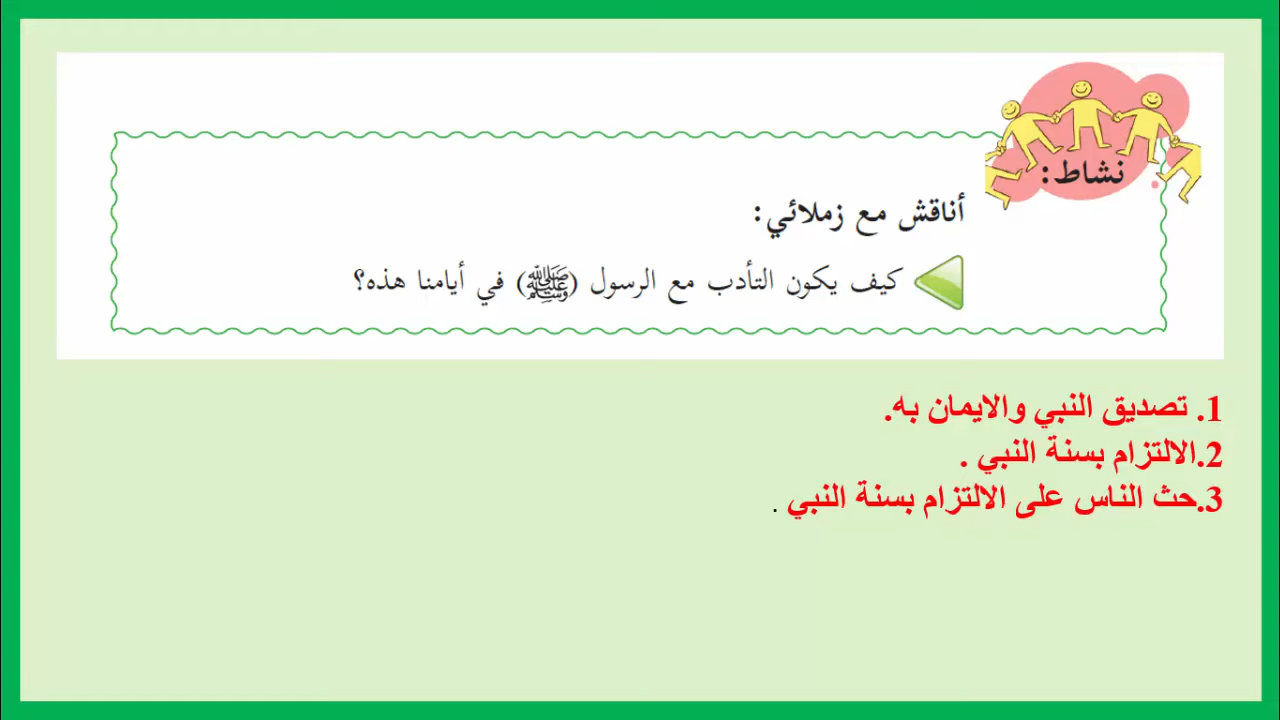 نشاط:
أناقش مع زملائي:
كيف يكون التأدب مع الرسول (ﷺ) في أيامنا هذه؟
1. تصديق النبي والايمان به.
2.الالتزام بسنة النبي .
3.حث الناس على الالتزام بسنة النبي .